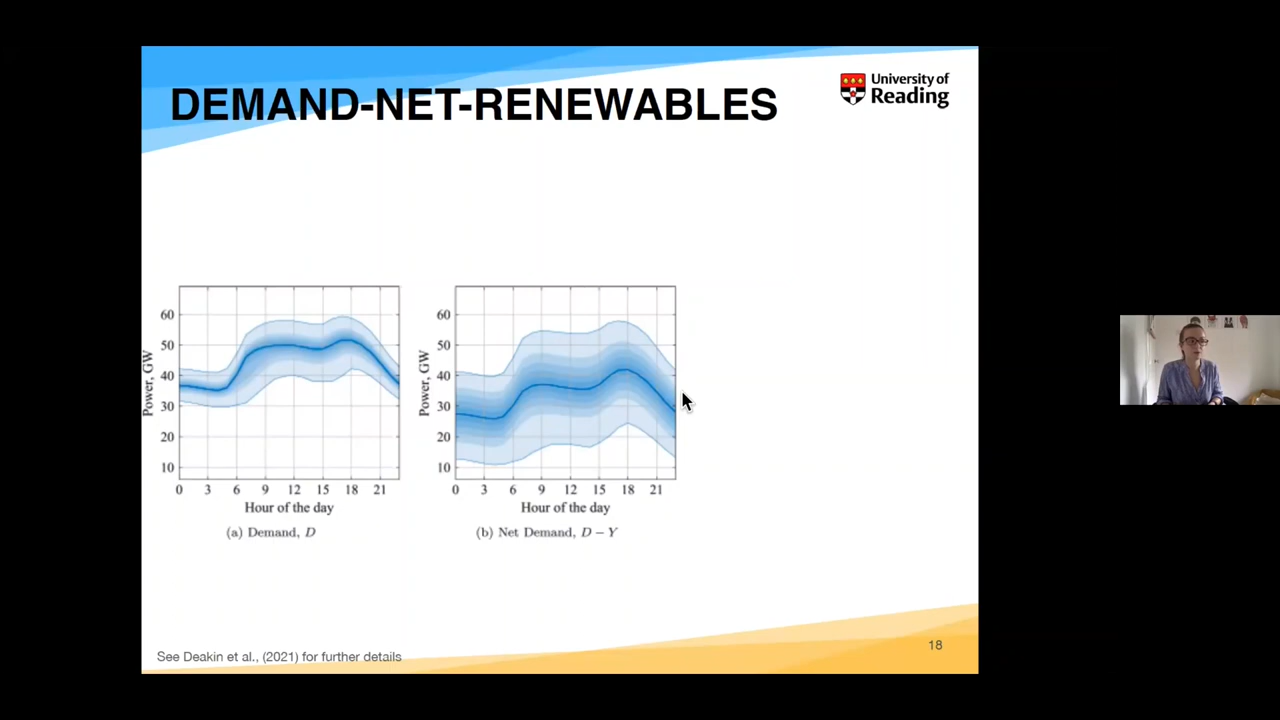 DEMAND-NET-RENEWABLES
University of
Reading
60
50
40
30
20
10
Power, GW
0 3 6 9 12 15 18 21
Hour of the day
(a) Demand, D
60
50
40
30
20
10
Power, GW
0 3 6 9 12 15 18 21
Hour of the day
(b) Net Demand, D − Y
See Deakin et al., (2021) for further details
18